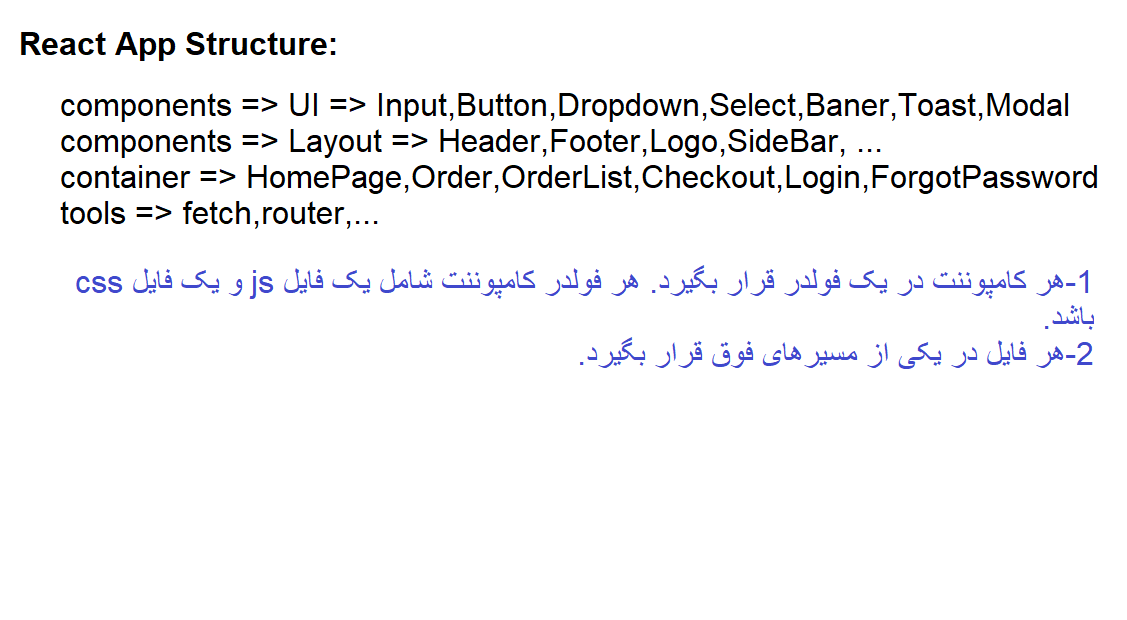 React App Structure:
components => UI => Input,Button,Dropdown,Select,Baner,Toast,Modal
components => Layout => Header,Footer,Logo,SideBar, ...
container => HomePage,Order,OrderList,Checkout,Login,ForgotPassword
tools => fetch,router,...
1-هر کامپوننت در یک فولدر قرار بگیرد. هر فولدر کامپوننت شامل یک فایل js و یک فایل css
باشد.
2-هر فایل در یکی از مسیرهای فوق قرار بگیرد.